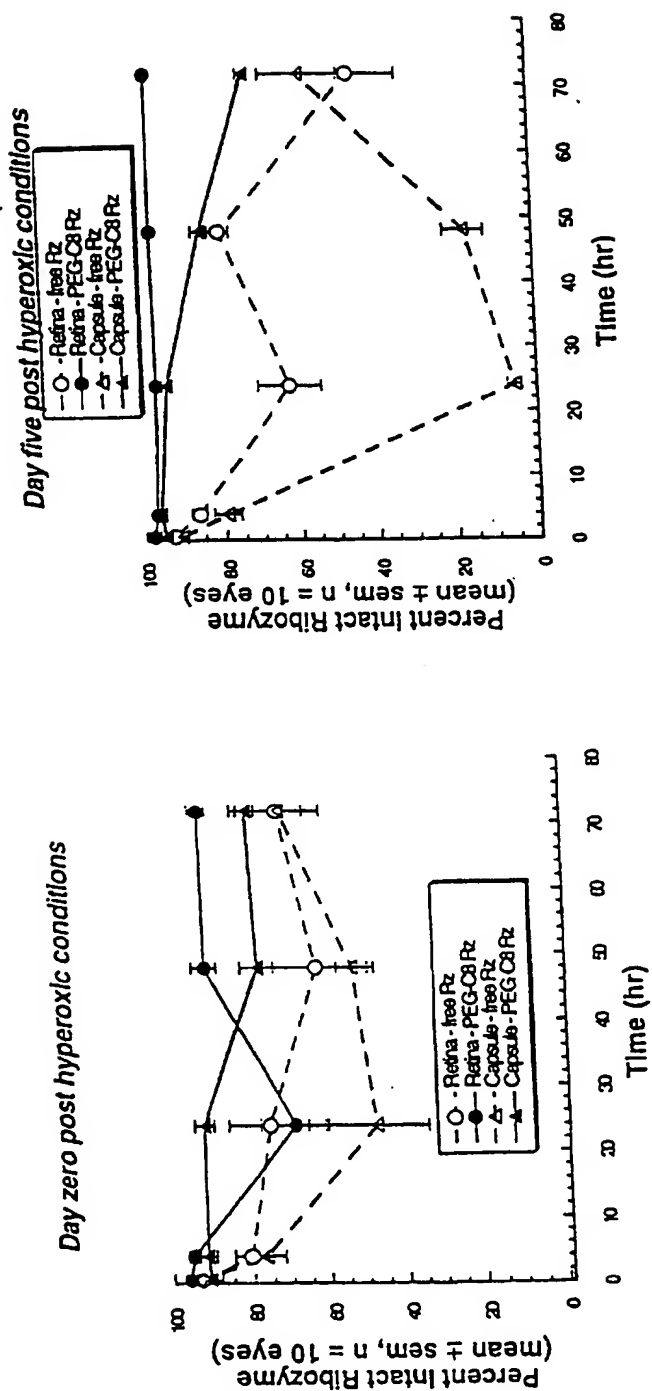 Day five post hyperoxic conditions
Retina - free Rz
Retina - PEG-C8 Rz
Capsule - free Rz
Capsule - PEG-C8 Rz
Percent Intact Ribozyme
(mean ± sem, n = 10 eyes)
100
80
60
40
20
0
0
10
20
30
40
50
60
70
80
Time (hr)
Day zero post hyperoxic conditions
Retina - free Rz
Retina - PEG-C8 Rz
Capsule - free Rz
Capsule - PEG C8 Rz
Percent Intact Ribozyme
(mean ± sem, n = 10 eyes)
100
80
60
40
20
0
0
10
20
30
40
50
60
70
80
Time (hr)